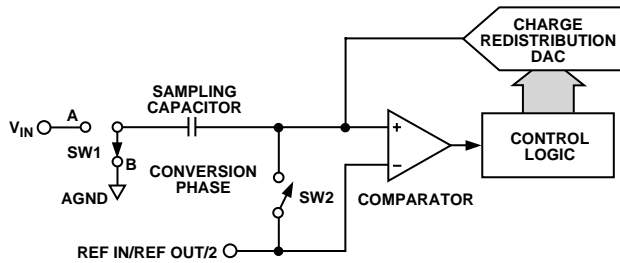 CHARGE
REDISTRIBUTION
DAC
SAMPLING
CAPACITOR
A
VIN
+
SW1
B
CONVERSION
PHASE
−
CONTROL
LOGIC
AGND
SW2
COMPARATOR
REF IN/REF OUT/2